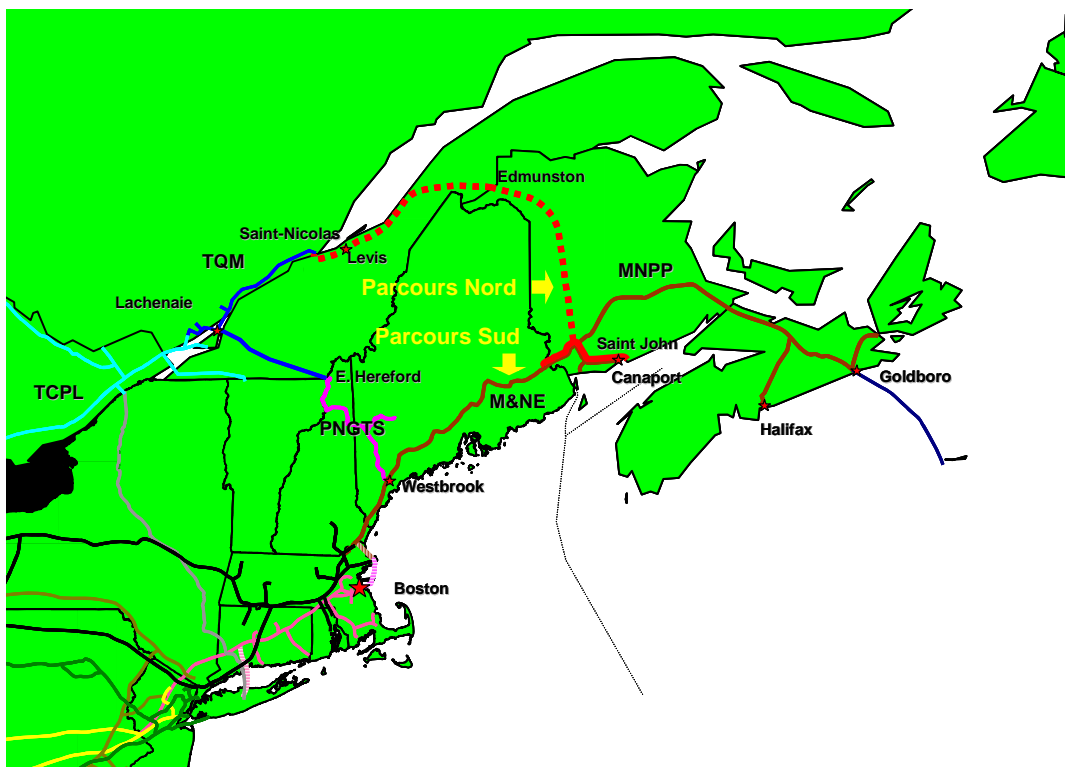 Edmunston
Saint-Nicolas
Levis
TQM
MNPP
Parcours Nord
Lachenaie
Parcours Sud
Saint John
E. Hereford
Canaport
Goldboro
TCPL
M&NE
PNGTS
Halifax
Westbrook
Boston